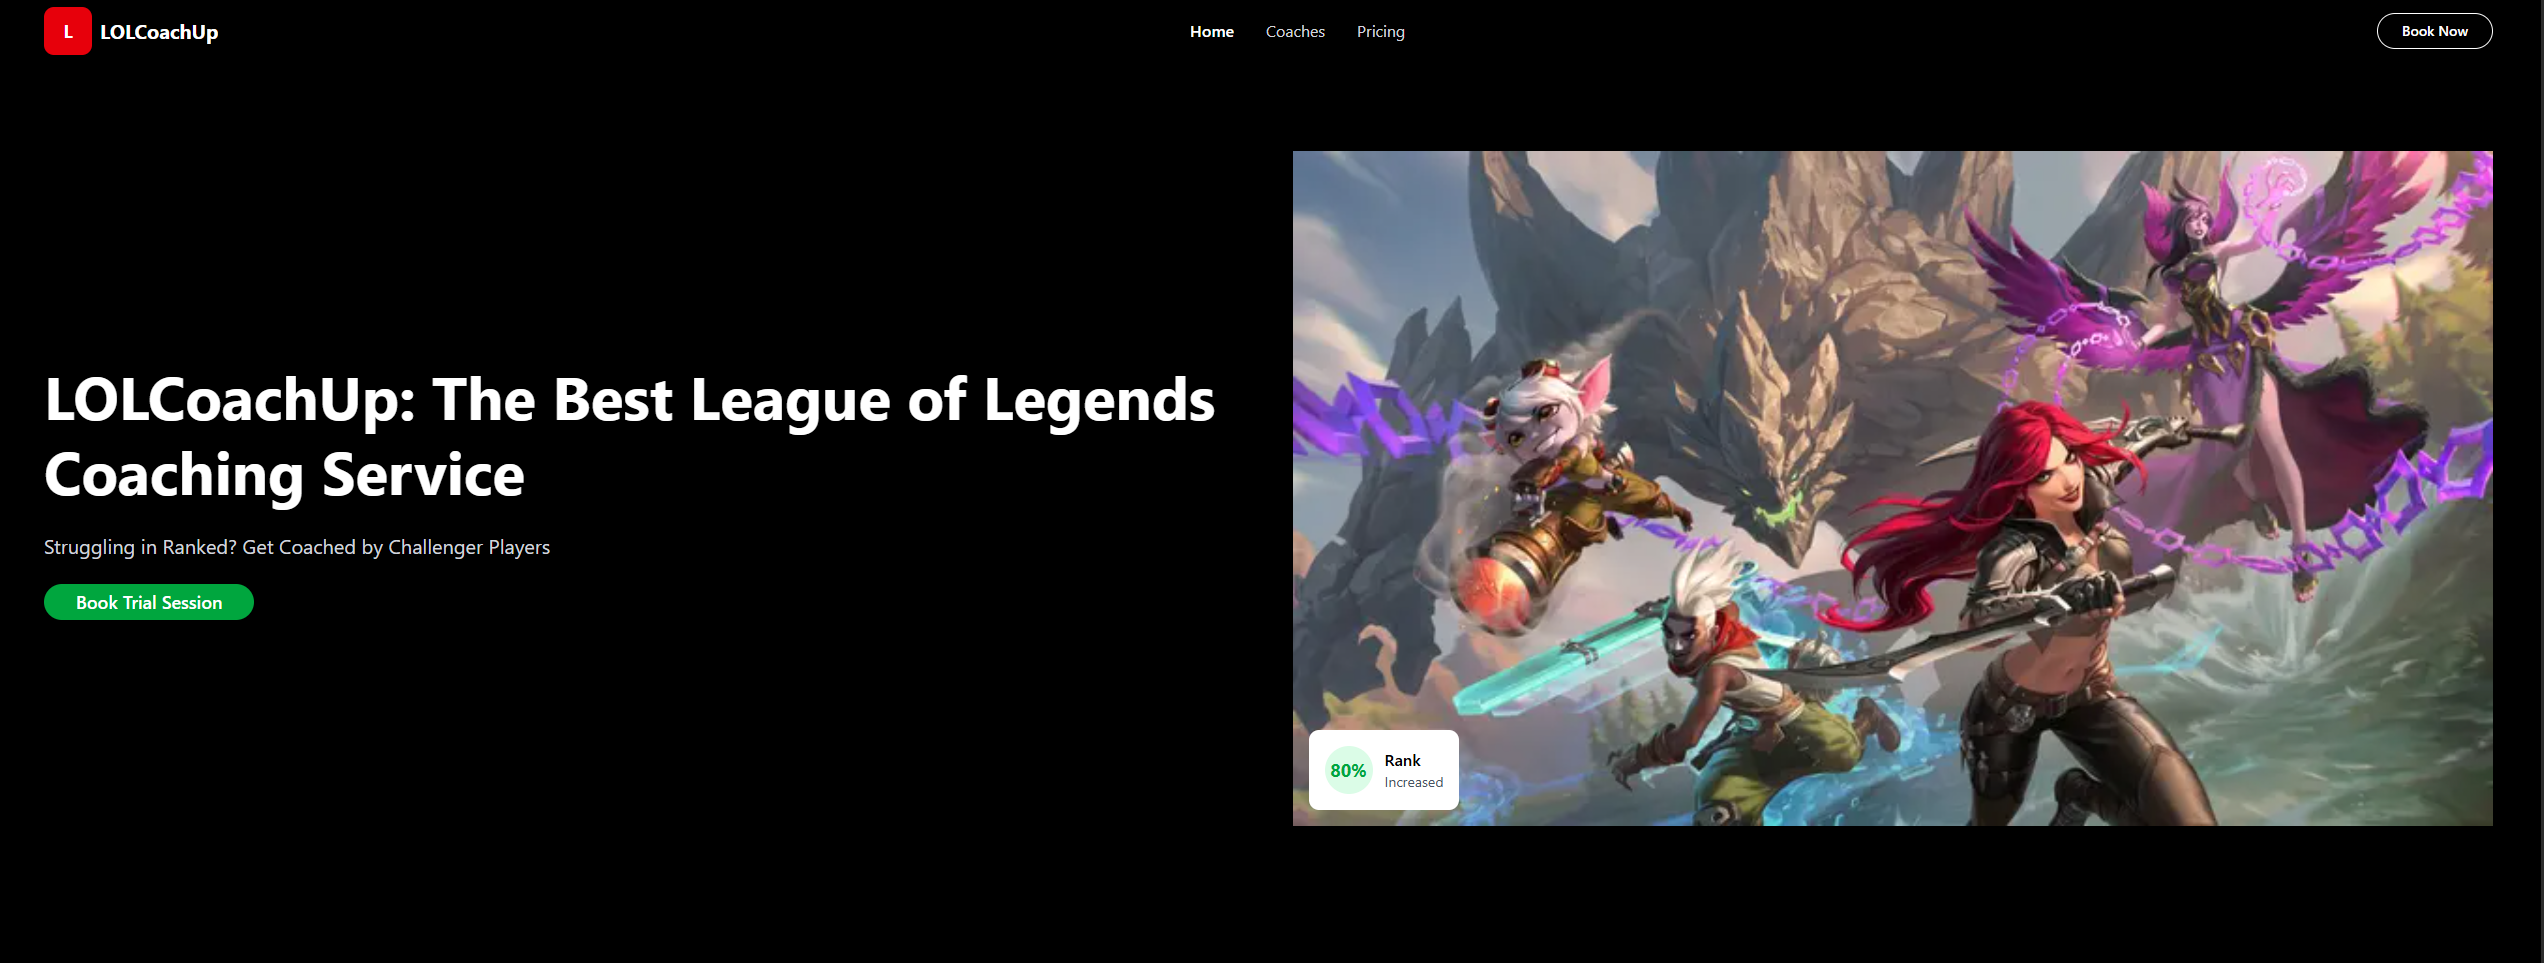 L
LOLCoachUp
Home
Coaches
Pricing
Book Now
LOLCoachUp: The Best League of Legends
Coaching Service
Struggling in Ranked? Get Coached by Challenger Players
Book Trial Session
80%
Rank
Increased